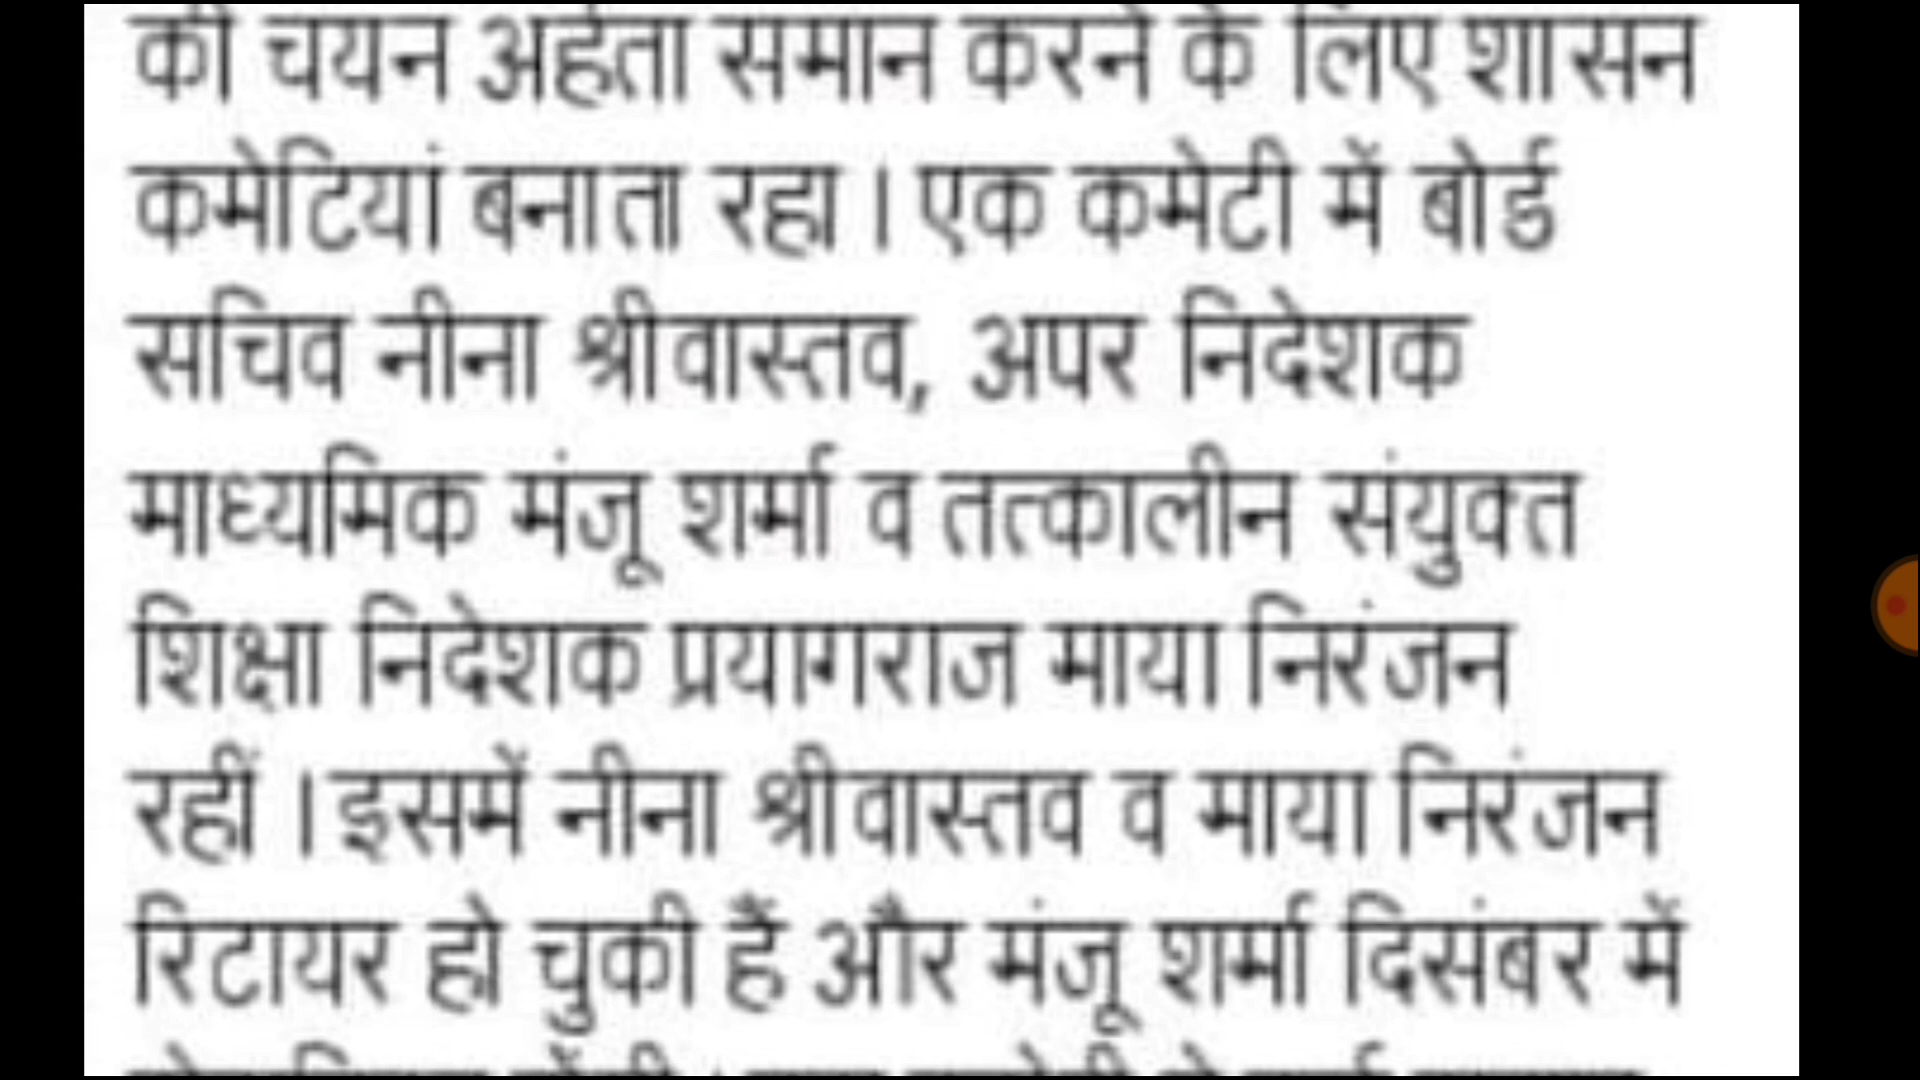 की चयन अर्हता समान करने के लिए शासन
कमेटियां बनाता रहा । एक कमेटी में बोर्ड
सचिव नीना श्रीवास्तव, अपर निदेशक
माध्यमिक मंजू शर्मा व तत्कालीन संयुक्त
शिक्षा निदेशक प्रयागराज माया निरंजन
रहीं । इसमें नीना श्रीवास्तव व माया निरंजन
रिटायर हो चुकी हैं और मंजू शर्मा दिसंबर में